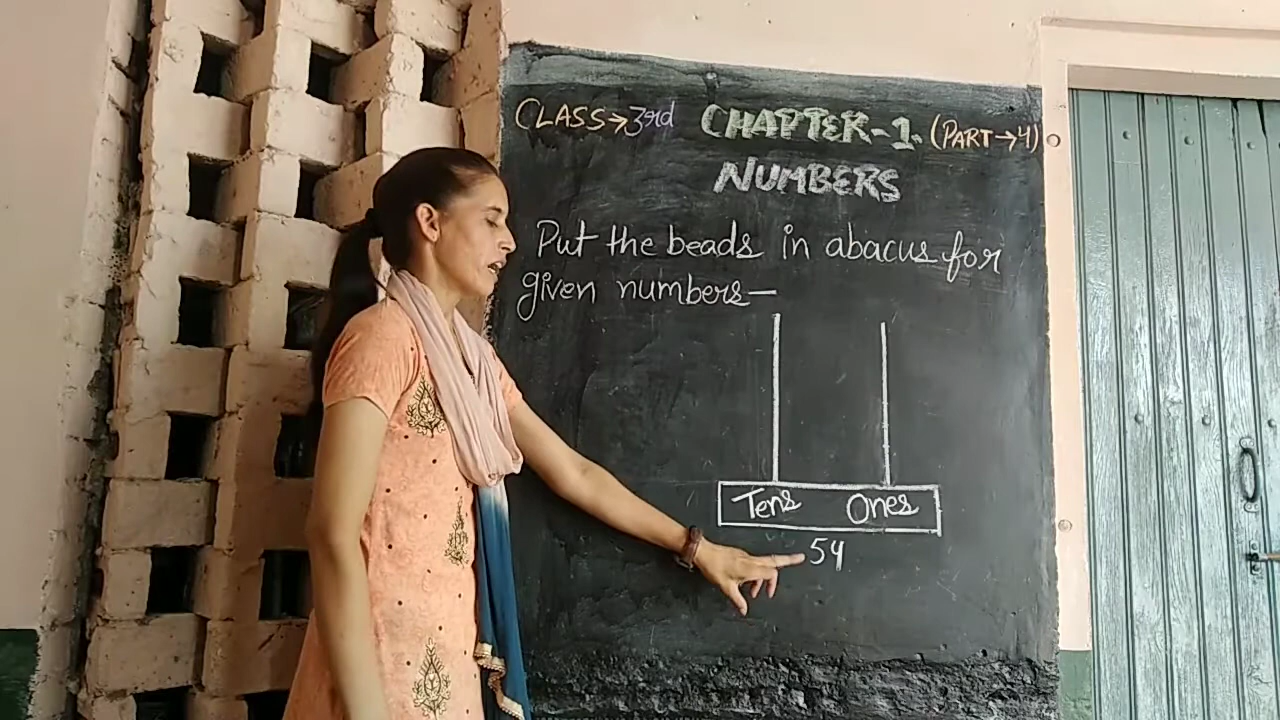 CLASS→3rd CHAPTER-1. (PART→4)
NUMBERS
Put the beads in abacus for
given numbers—
Tens Ones
54